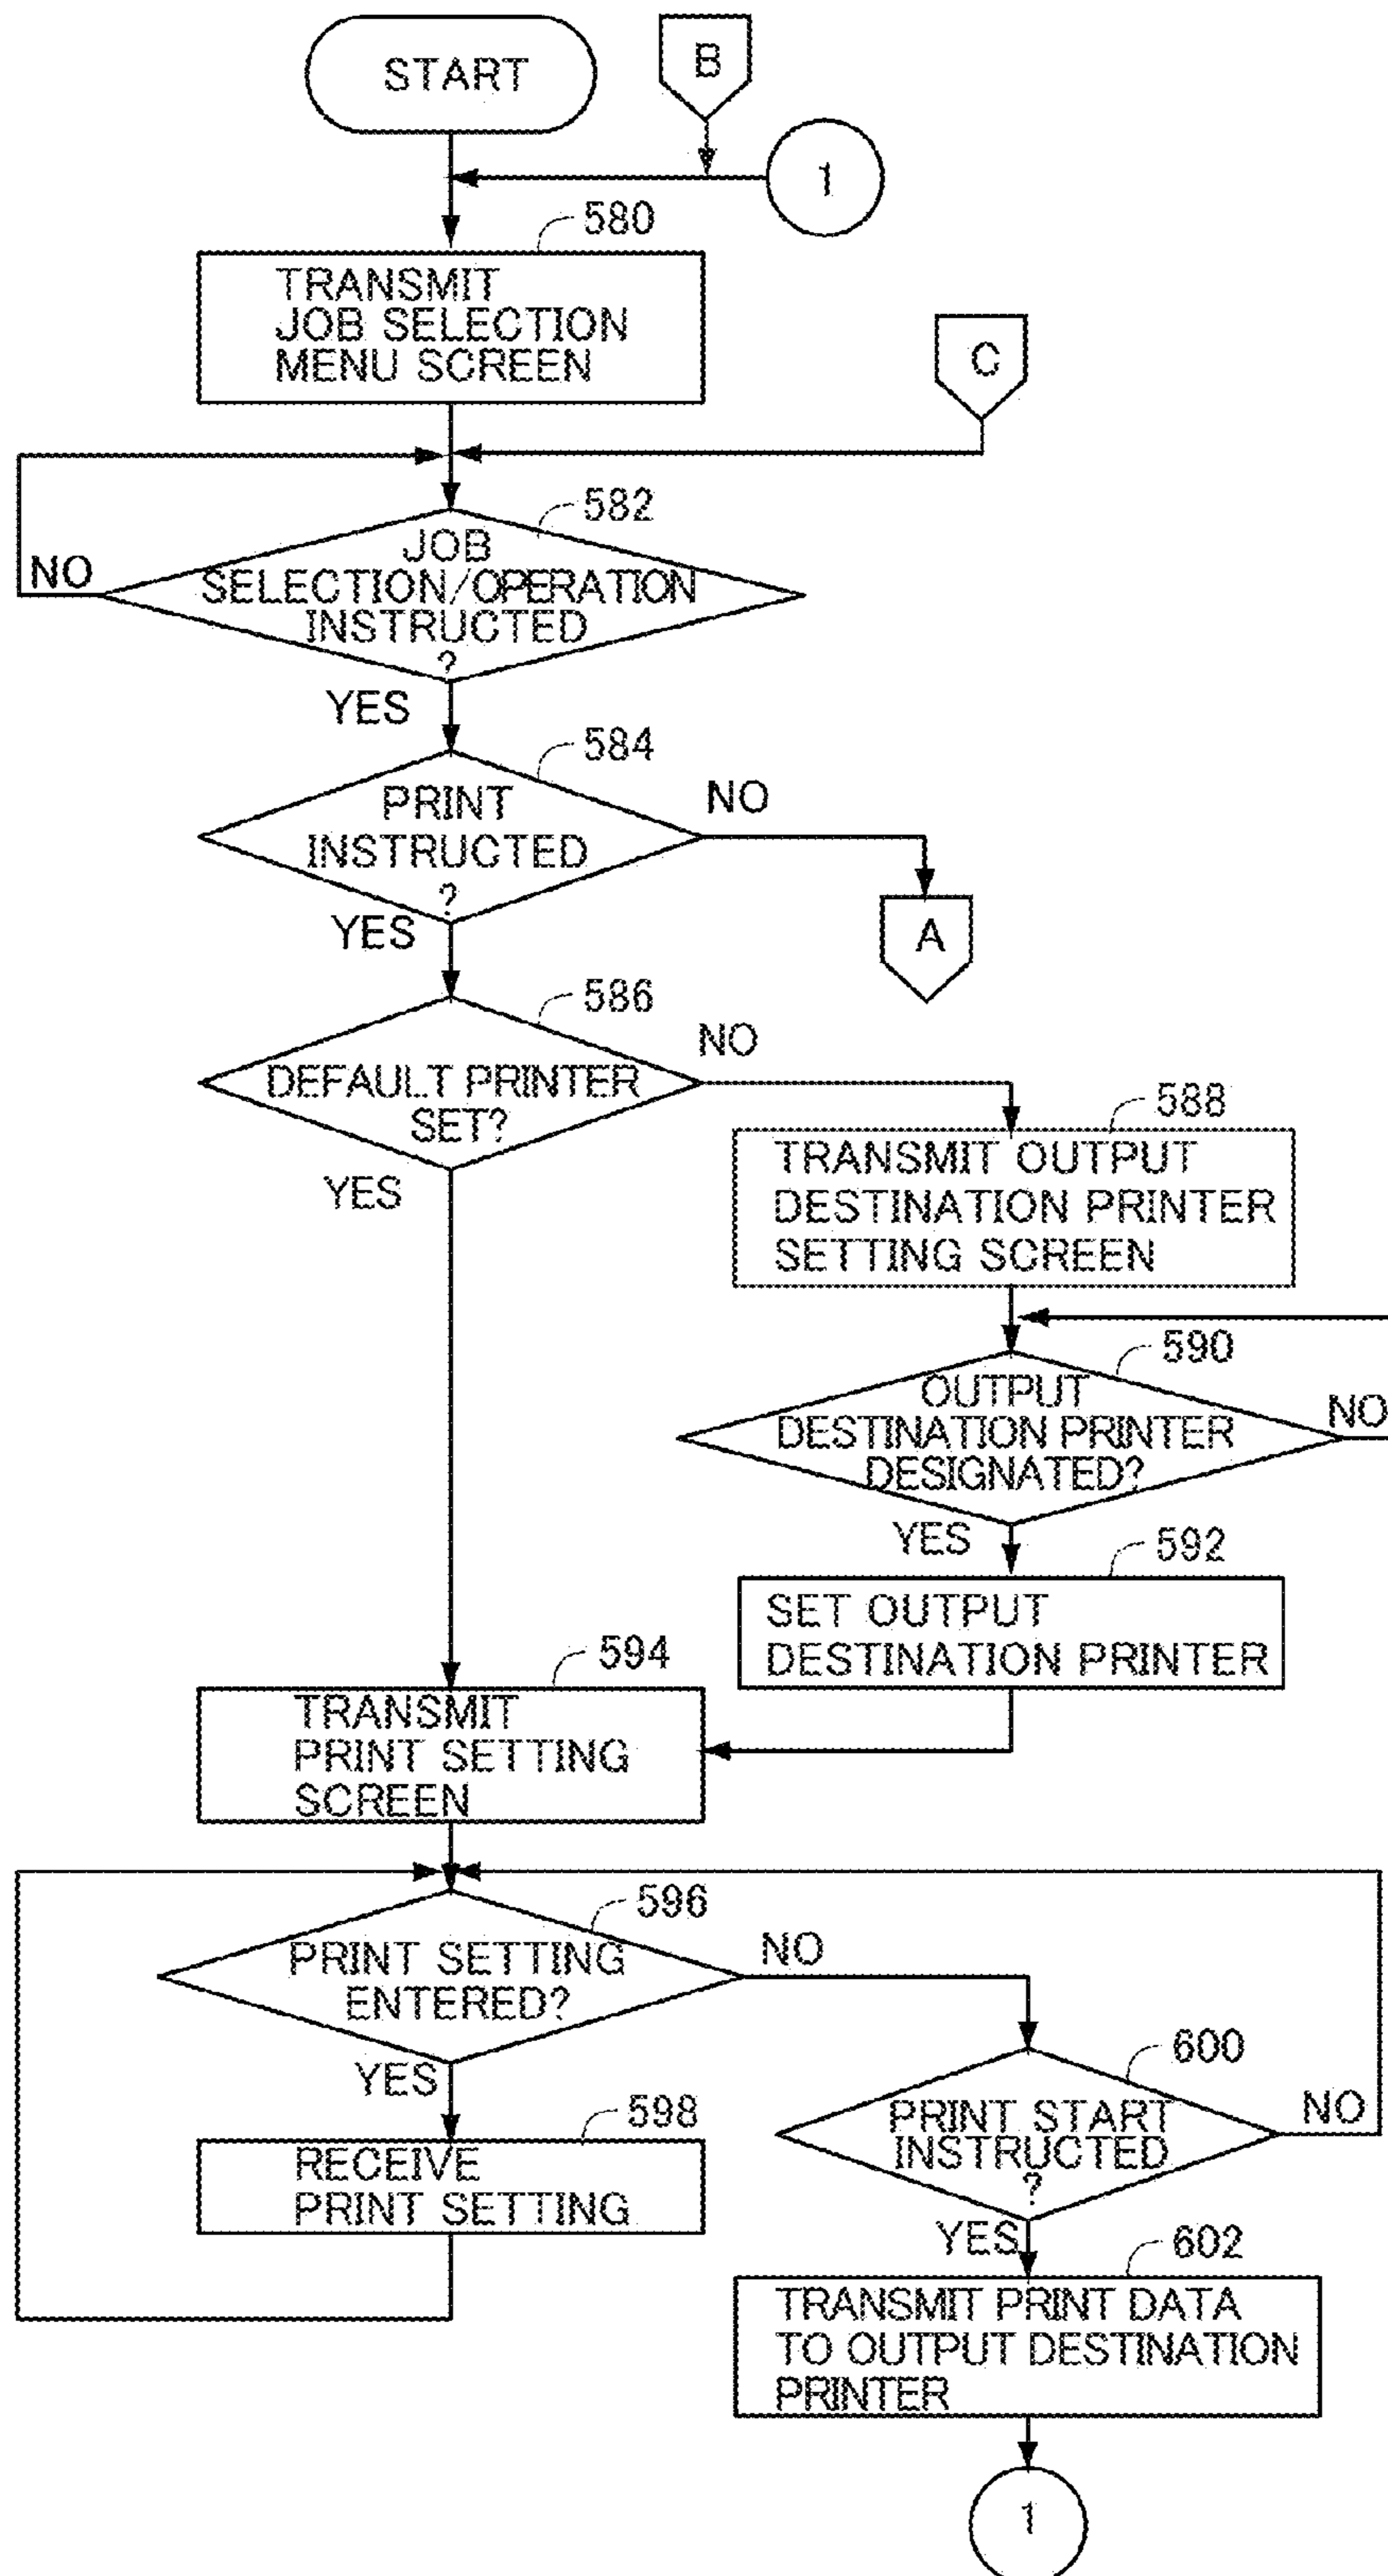 START
B
1
580
TRANSMIT
JOB SELECTION
MENU SCREEN
C
582
JOB
SELECTION/OPERATION
INSTRUCTED
?
NO
YES
584
PRINT
INSTRUCTED
?
NO
YES
A
586
DEFAULT PRINTER
SET?
NO
YES
588
TRANSMIT OUTPUT
DESTINATION PRINTER
SETTING SCREEN
590
OUTPUT
DESTINATION PRINTER
DESIGNATED?
NO
YES
592
SET OUTPUT
DESTINATION PRINTER
594
TRANSMIT
PRINT SETTING
SCREEN
596
PRINT SETTING
ENTERED?
NO
YES
598
RECEIVE
PRINT SETTING
600
PRINT START
INSTRUCTED
?
NO
YES
602
TRANSMIT PRINT DATA
TO OUTPUT DESTINATION
PRINTER
1